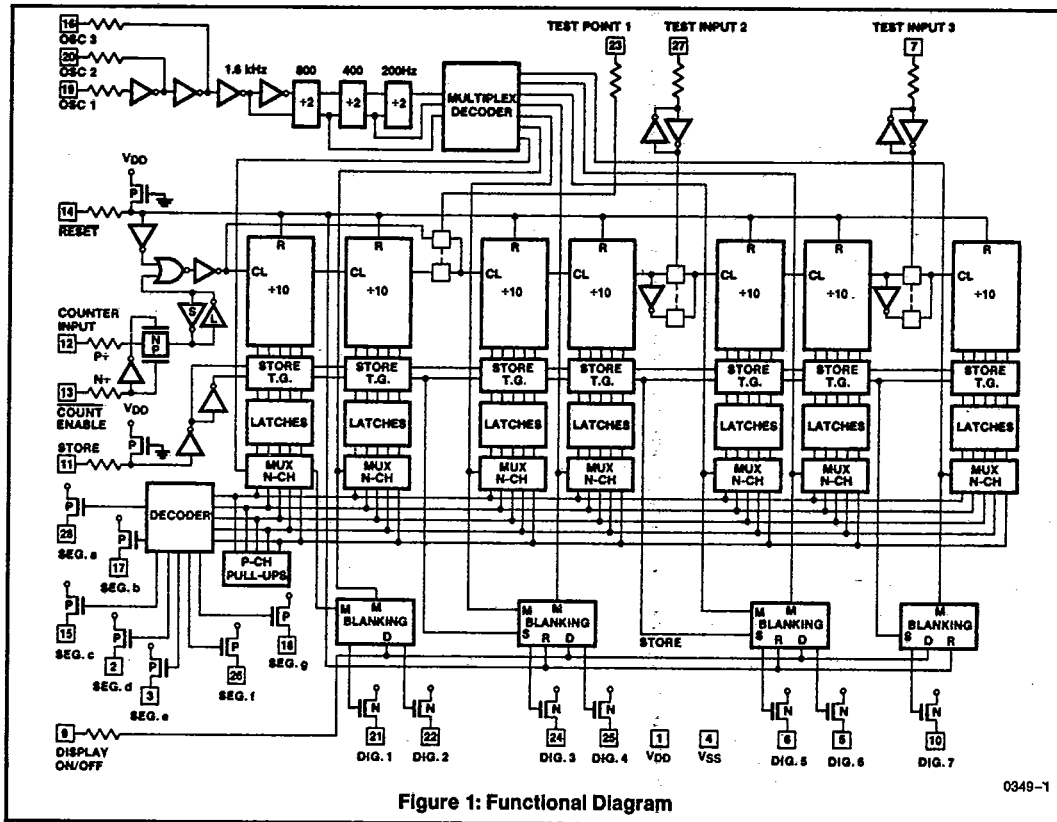 16
OSC 3
20
OSC 2
19
OSC 1
1.6 kHz
800
÷2
400
÷2
200Hz
÷2
MULTIPLEX DECODER
TEST POINT 1
23
TEST INPUT 2
27
TEST INPUT 3
7
VDD
P
14
RESET
R
CL
÷10
R
÷10
R
CL
÷10
R
÷10
R
CL
÷10
R
÷10
R
CL
÷10
S
L
COUNTER INPUT
12
P÷
N
P
13
N÷
COUNT ENABLE
VDD
P
STORE
11
STORE T.G.
STORE T.G.
STORE T.G.
STORE T.G.
STORE T.G.
STORE T.G.
STORE T.G.
LATCHES
LATCHES
LATCHES
LATCHES
LATCHES
LATCHES
LATCHES
MUX N-CH
MUX N-CH
MUX N-CH
MUX N-CH
MUX N-CH
MUX N-CH
MUX N-CH
DECODER
P-CH PULL-UPS
P
28
SEG. a
P
17
SEG. b
P
15
SEG. c
P
2
SEG. d
P
3
SEG. e
P
26
SEG. f
P
18
SEG. g
M
M
BLANKING
D
M
M
BLANKING
S
R
D
STORE
M
M
BLANKING
S
R
D
M
BLANKING
S
D
R
9
DISPLAY ON/OFF
N
21
DIG. 1
N
22
DIG. 2
N
24
DIG. 3
N
25
DIG. 4
1
VDD
4
VSS
N
6
DIG. 5
N
5
DIG. 6
N
10
DIG. 7
0349-1
Figure 1: Functional Diagram